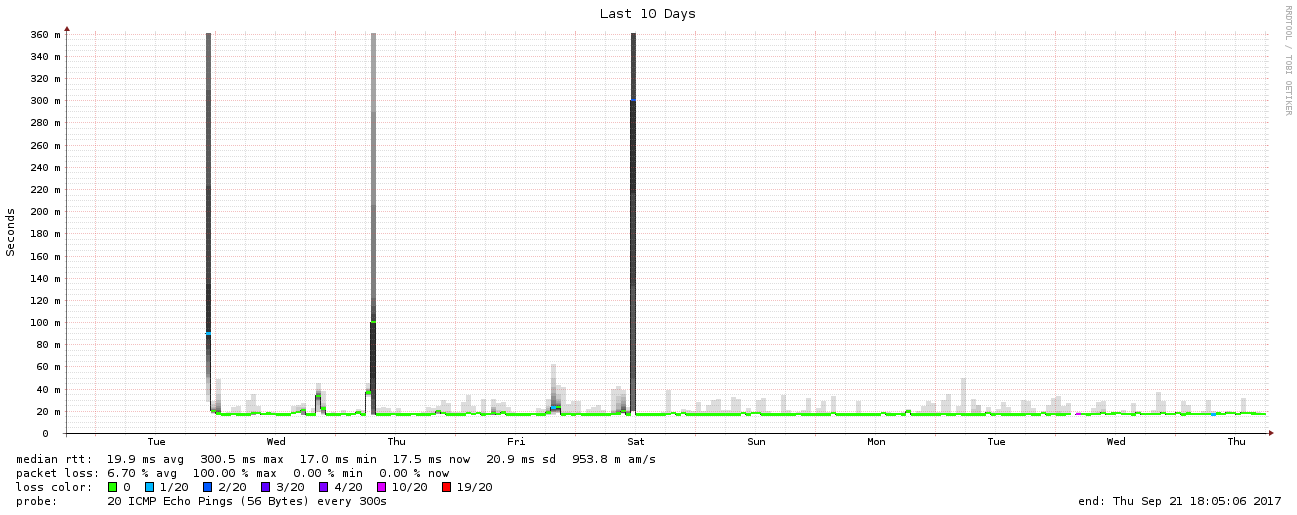 Last 10 Days
RRDTOOL / TOBI OETIKER
Seconds
360 m
340 m
320 m
300 m
280 m
260 m
240 m
220 m
200 m
180 m
160 m
140 m
120 m
100 m
80 m
60 m
40 m
20 m
0
Tue Wed Thu Fri Sat Sun Mon Tue Wed Thu
median rtt: 19.9 ms avg 300.5 ms max 17.0 ms min 17.5 ms now 20.9 ms sd 953.8 m am/s
packet loss: 6.70 % avg 100.00 % max 0.00 % min 0.00 % now
loss color: 0 1/20 2/20 3/20 4/20 10/20 19/20
probe: 20 ICMP Echo Pings (56 Bytes) every 300s end: Thu Sep 21 18:05:06 2017